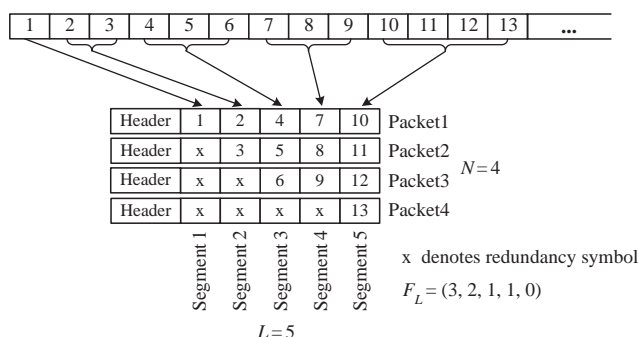 1 2 3 4 5 6 7 8 9 10 11 12 13 ...
Header 1 2 4 7 10 Packet1
Header x 3 5 8 11 Packet2
N=4
Header x x 6 9 12 Packet3
Header x x x x 13 Packet4
Segment 1
Segment 2
Segment 3
Segment 4
Segment 5
x denotes redundancy symbol
F_L = (3, 2, 1, 1, 0)
L=5